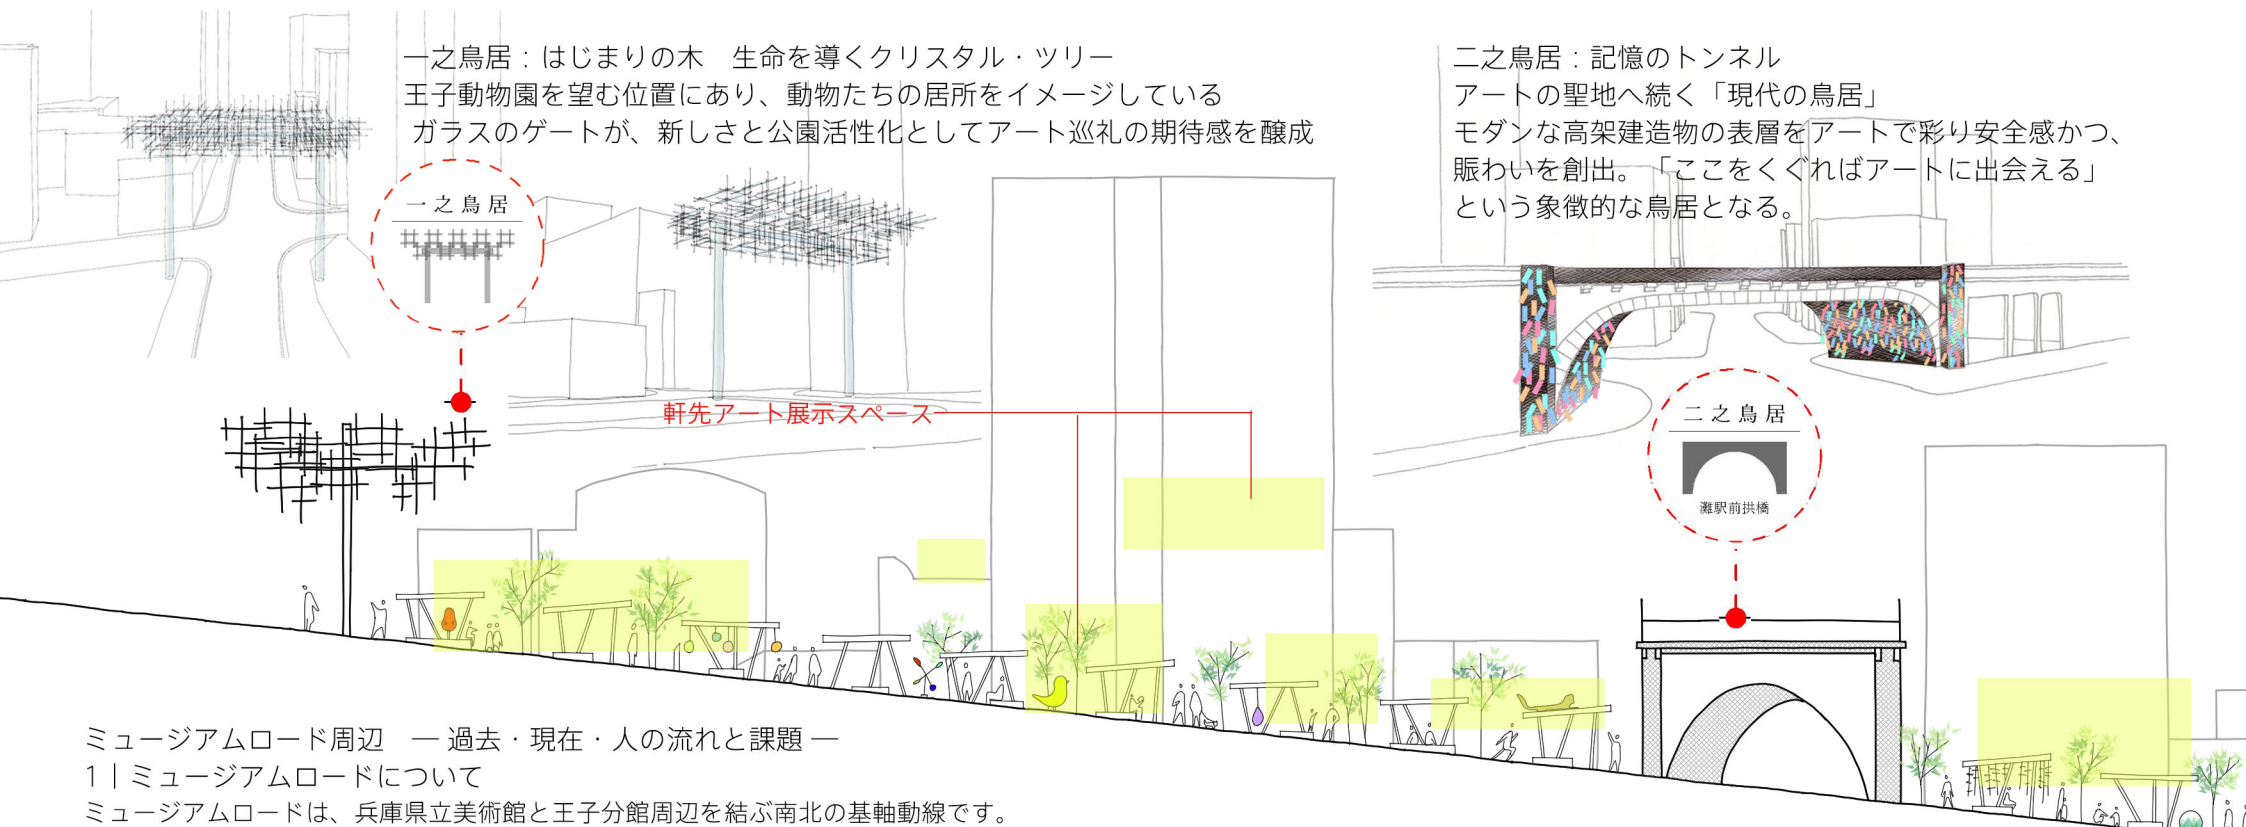 一之鳥居：はじまりの木　生命を導くクリスタル・ツリー
王子動物園を望む位置にあり、動物たちの居所をイメージしている
ガラスのゲートが、新しさと公園活性化としてアート巡礼の期待感を醸成
二之鳥居：記憶のトンネル
アートの聖地へ続く「現代の鳥居」
モダンな高架建造物の表層をアートで彩り安全感かつ、
賑わいを創出。「ここをくぐればアートに出会える」
という象徴的な鳥居となる。
一之鳥居
軒先アート展示スペース
二之鳥居
灘駅前拱橋
ミュージアムロード周辺　― 過去・現在・人の流れと課題 ―
1｜ミュージアムロードについて
ミュージアムロードは、兵庫県立美術館と王子分館周辺を結ぶ南北の基軸動線です。